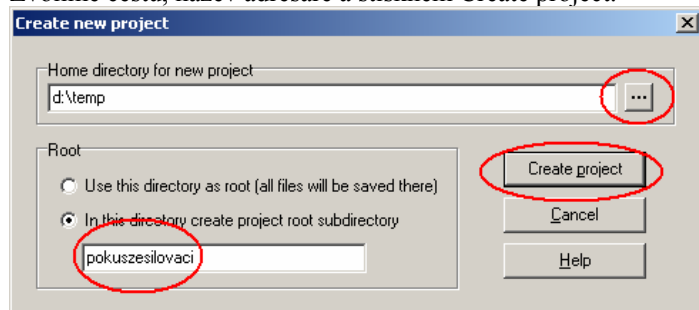 Create new project
Home directory for new project
d:\temp
...
Root
Use this directory as root (all files will be saved there)
In this directory create project root subdirectory
pokuszesilovaci
Create project
Cancel
Help